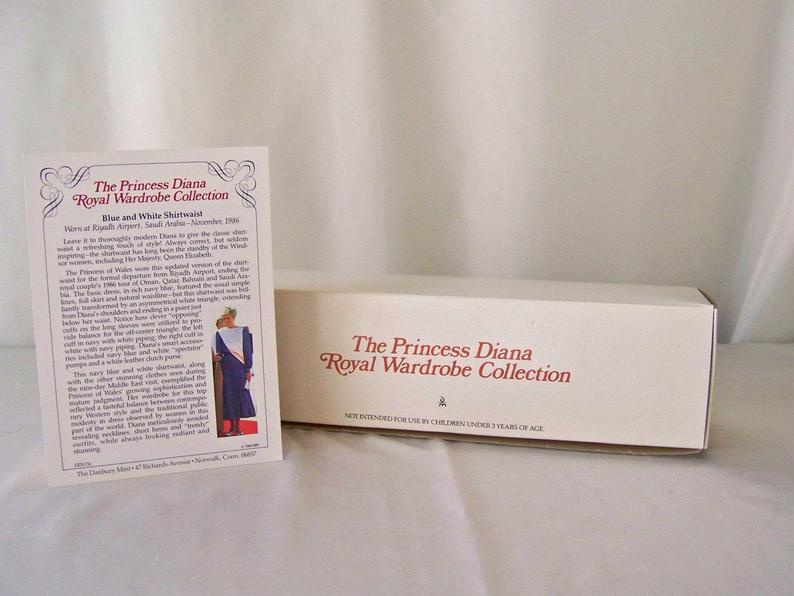 The Princess Diana
Royal Wardrobe Collection
Blue and White Shirtwaist
Worn at Riyadh Airport, Saudi Arabia—November, 1986
Leave it to thoroughly modern Diana to give the classic shirt-
waist a refreshing touch of style! Always correct, but seldom
inspiring—the shirtwaist has long been the standby of the Wind-
sor women, including Her Majesty, Queen Elizabeth.
The Princess of Wales wore this updated version of the shirt-
waist for the formal departure from Riyadh Airport, ending the
royal couple's 1986 tour of Oman, Qatar, Bahrain and Saudi Ara-
bia. The basic dress, in rich navy blue, featured the usual simple
lines, full skirt and natural waistline—but this shirtwaist was bril-
liantly transformed by an asymmetrical white triangle, extending
from Diana's shoulders and ending in a point just
below her waist. Notice how clever "opposing"
cuffs on the long sleeves were utilized to pro-
vide balance for the off-center triangle: the left
cuff in navy with white piping; the right cuff in
white with navy piping. Diana's smart accesso-
ries included navy blue and white "spectator"
pumps and a white leather clutch purse.
This navy blue and white shirtwaist, along
with the other stunning clothes seen during
the nine-day Middle East visit, exemplified the
Princess of Wales' growing sophistication and
mature judgment. Her wardrobe for this trip
reflected a tasteful balance between contempo-
rary Western style and the traditional public
modesty in dress observed by women in this
part of the world. Diana meticulously avoided
revealing necklines, short hems and "trendy"
outfits, while always looking radiant and
stunning.
The Danbury Mint • 47 Richards Avenue • Norwalk, Conn. 06857
The Princess Diana
Royal Wardrobe Collection
NOT INTENDED FOR USE BY CHILDREN UNDER 3 YEARS OF AGE.